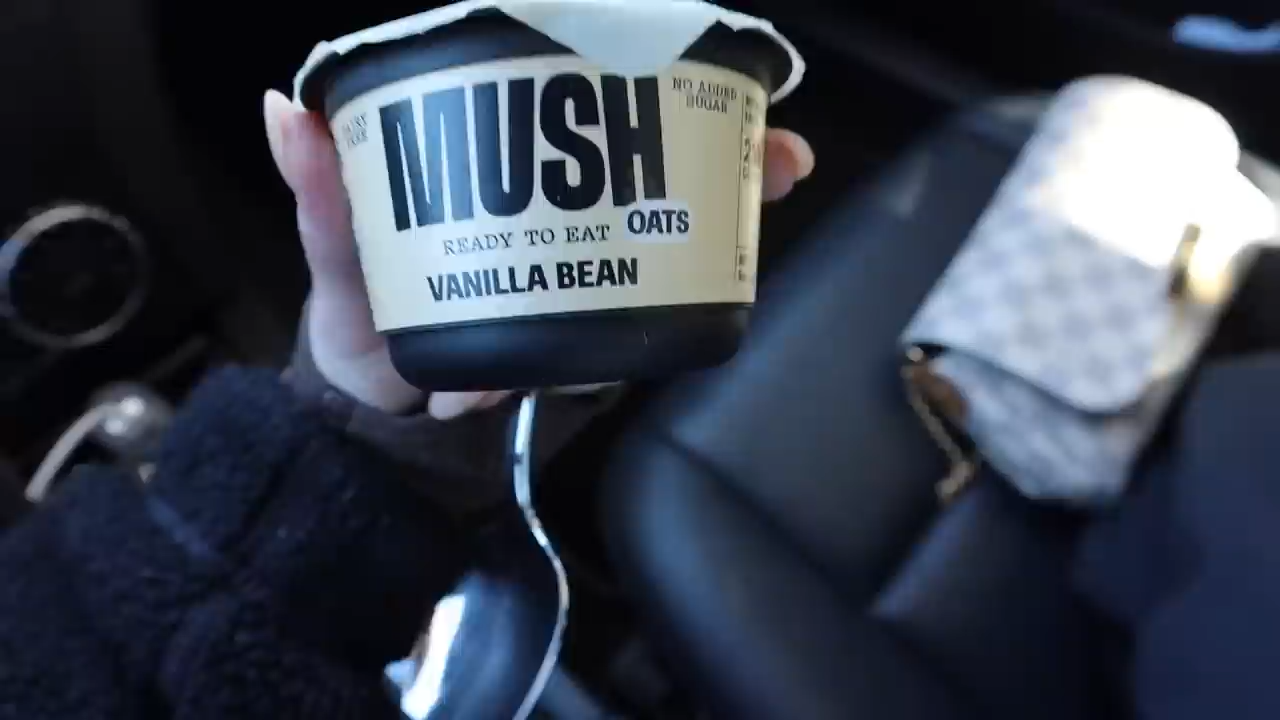 MUSH
OATS
READY TO EAT
VANILLA BEAN
NO ADDED
SUGAR